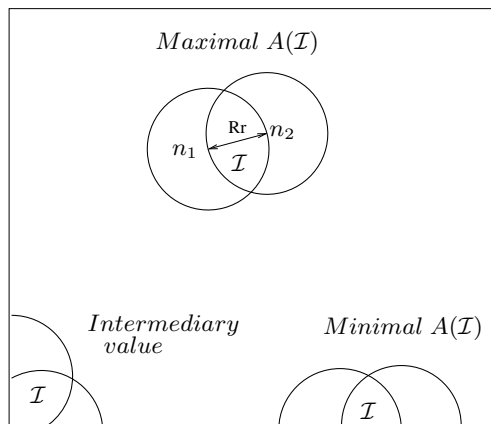 Maximal A(ℐ)
Rr
n₁
n₂
ℐ
Intermediary
value
Minimal A(ℐ)
ℐ
ℐ